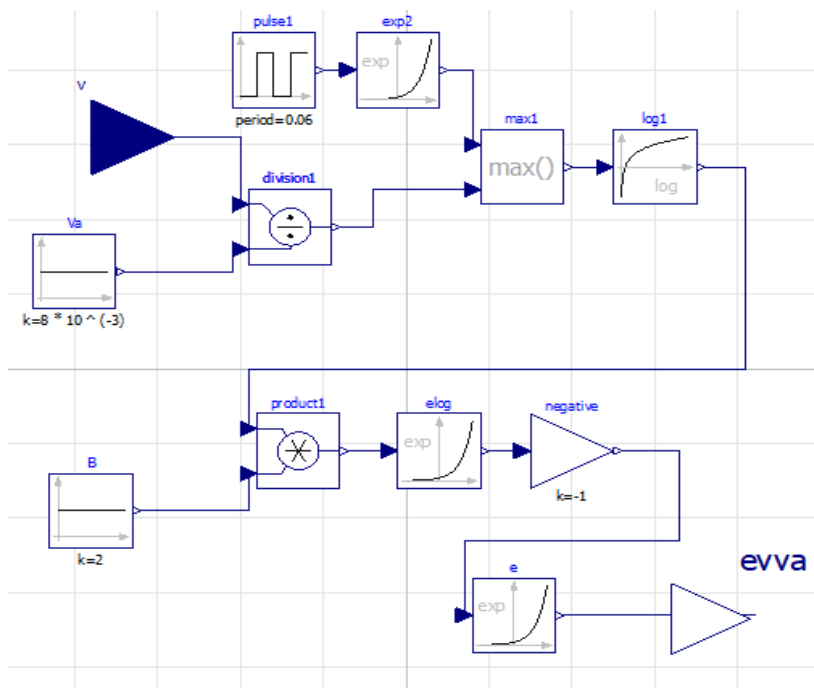 pulse1
exp2
exp
period=0.06
V
max1
max()
log1
log
division1
÷
Va
k=8 * 10 ^ (-3)
product1
elog
exp
negative
k=-1
B
k=2
e
exp
evva